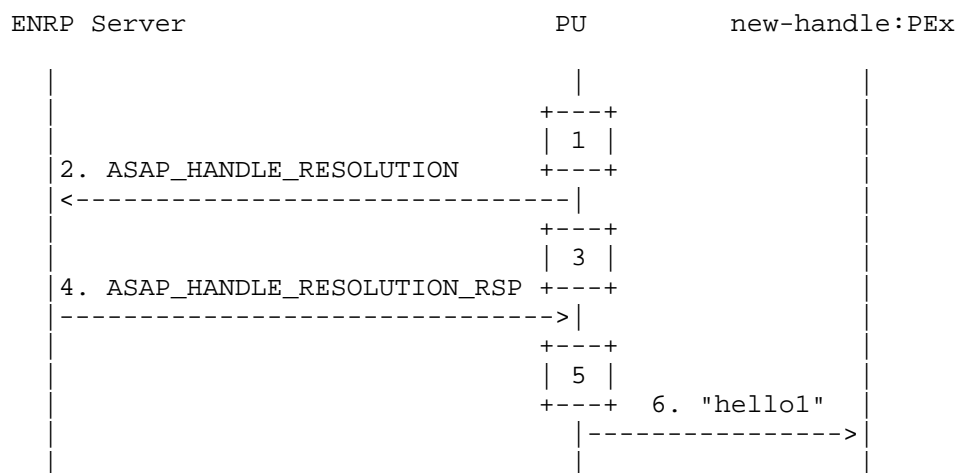 ENRP Server PU new-handle:PEx
1
2. ASAP_HANDLE_RESOLUTION
3
4. ASAP_HANDLE_RESOLUTION_RSP
5
6. "hello1"